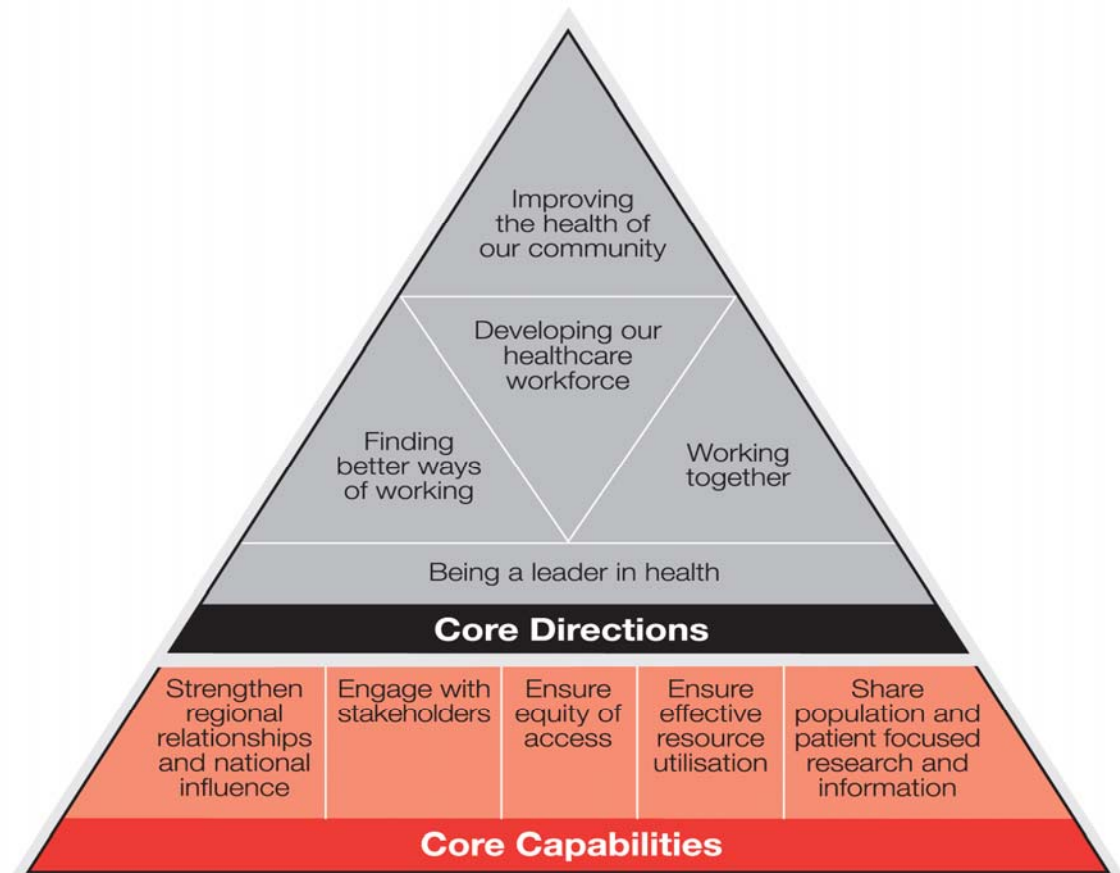 Improving
the health of
our community
Developing our
healthcare
workforce
Finding
better ways
of working
Working
together
Being a leader in health
Core Directions
Strengthen
regional
relationships
and national
influence
Engage with
stakeholders
Ensure
equity of
access
Ensure
effective
resource
utilisation
Share
population and
patient focused
research and
information
Core Capabilities